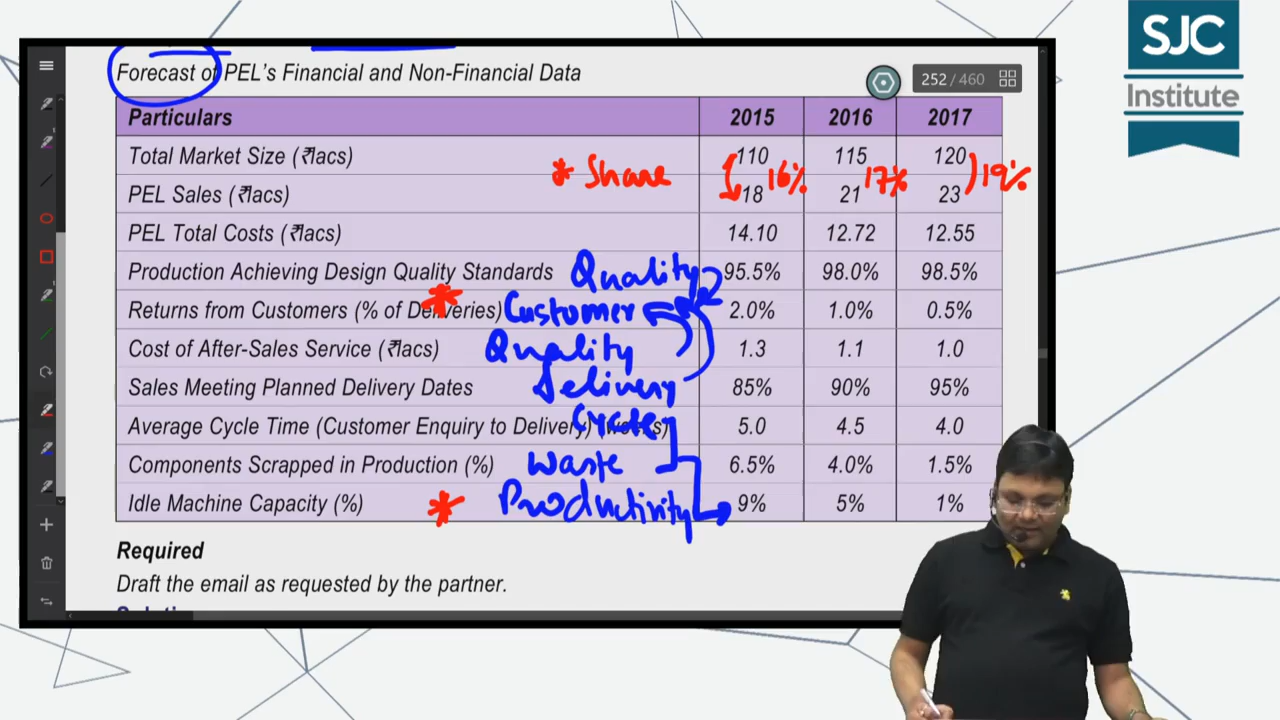 SJC
Institute
Forecast of PEL's Financial and Non-Financial Data
252 / 460
Particulars 2015 2016 2017
Total Market Size (₹lacs) 110 115 120
* Share 16% 17% 19%
PEL Sales (₹lacs) 18 21 23
PEL Total Costs (₹lacs) 14.10 12.72 12.55
Production Achieving Design Quality Standards Quality 95.5% 98.0% 98.5%
Returns from Customers (% of Deliveries) * Customer 2.0% 1.0% 0.5%
Cost of After-Sales Service (₹lacs) Quality 1.3 1.1 1.0
Sales Meeting Planned Delivery Dates Delivery 85% 90% 95%
Average Cycle Time (Customer Enquiry to Delivery) Cycle 5.0 4.5 4.0
Components Scrapped in Production (%) Waste 6.5% 4.0% 1.5%
Idle Machine Capacity (%) * Productivity 9% 5% 1%
Required
Draft the email as requested by the partner.